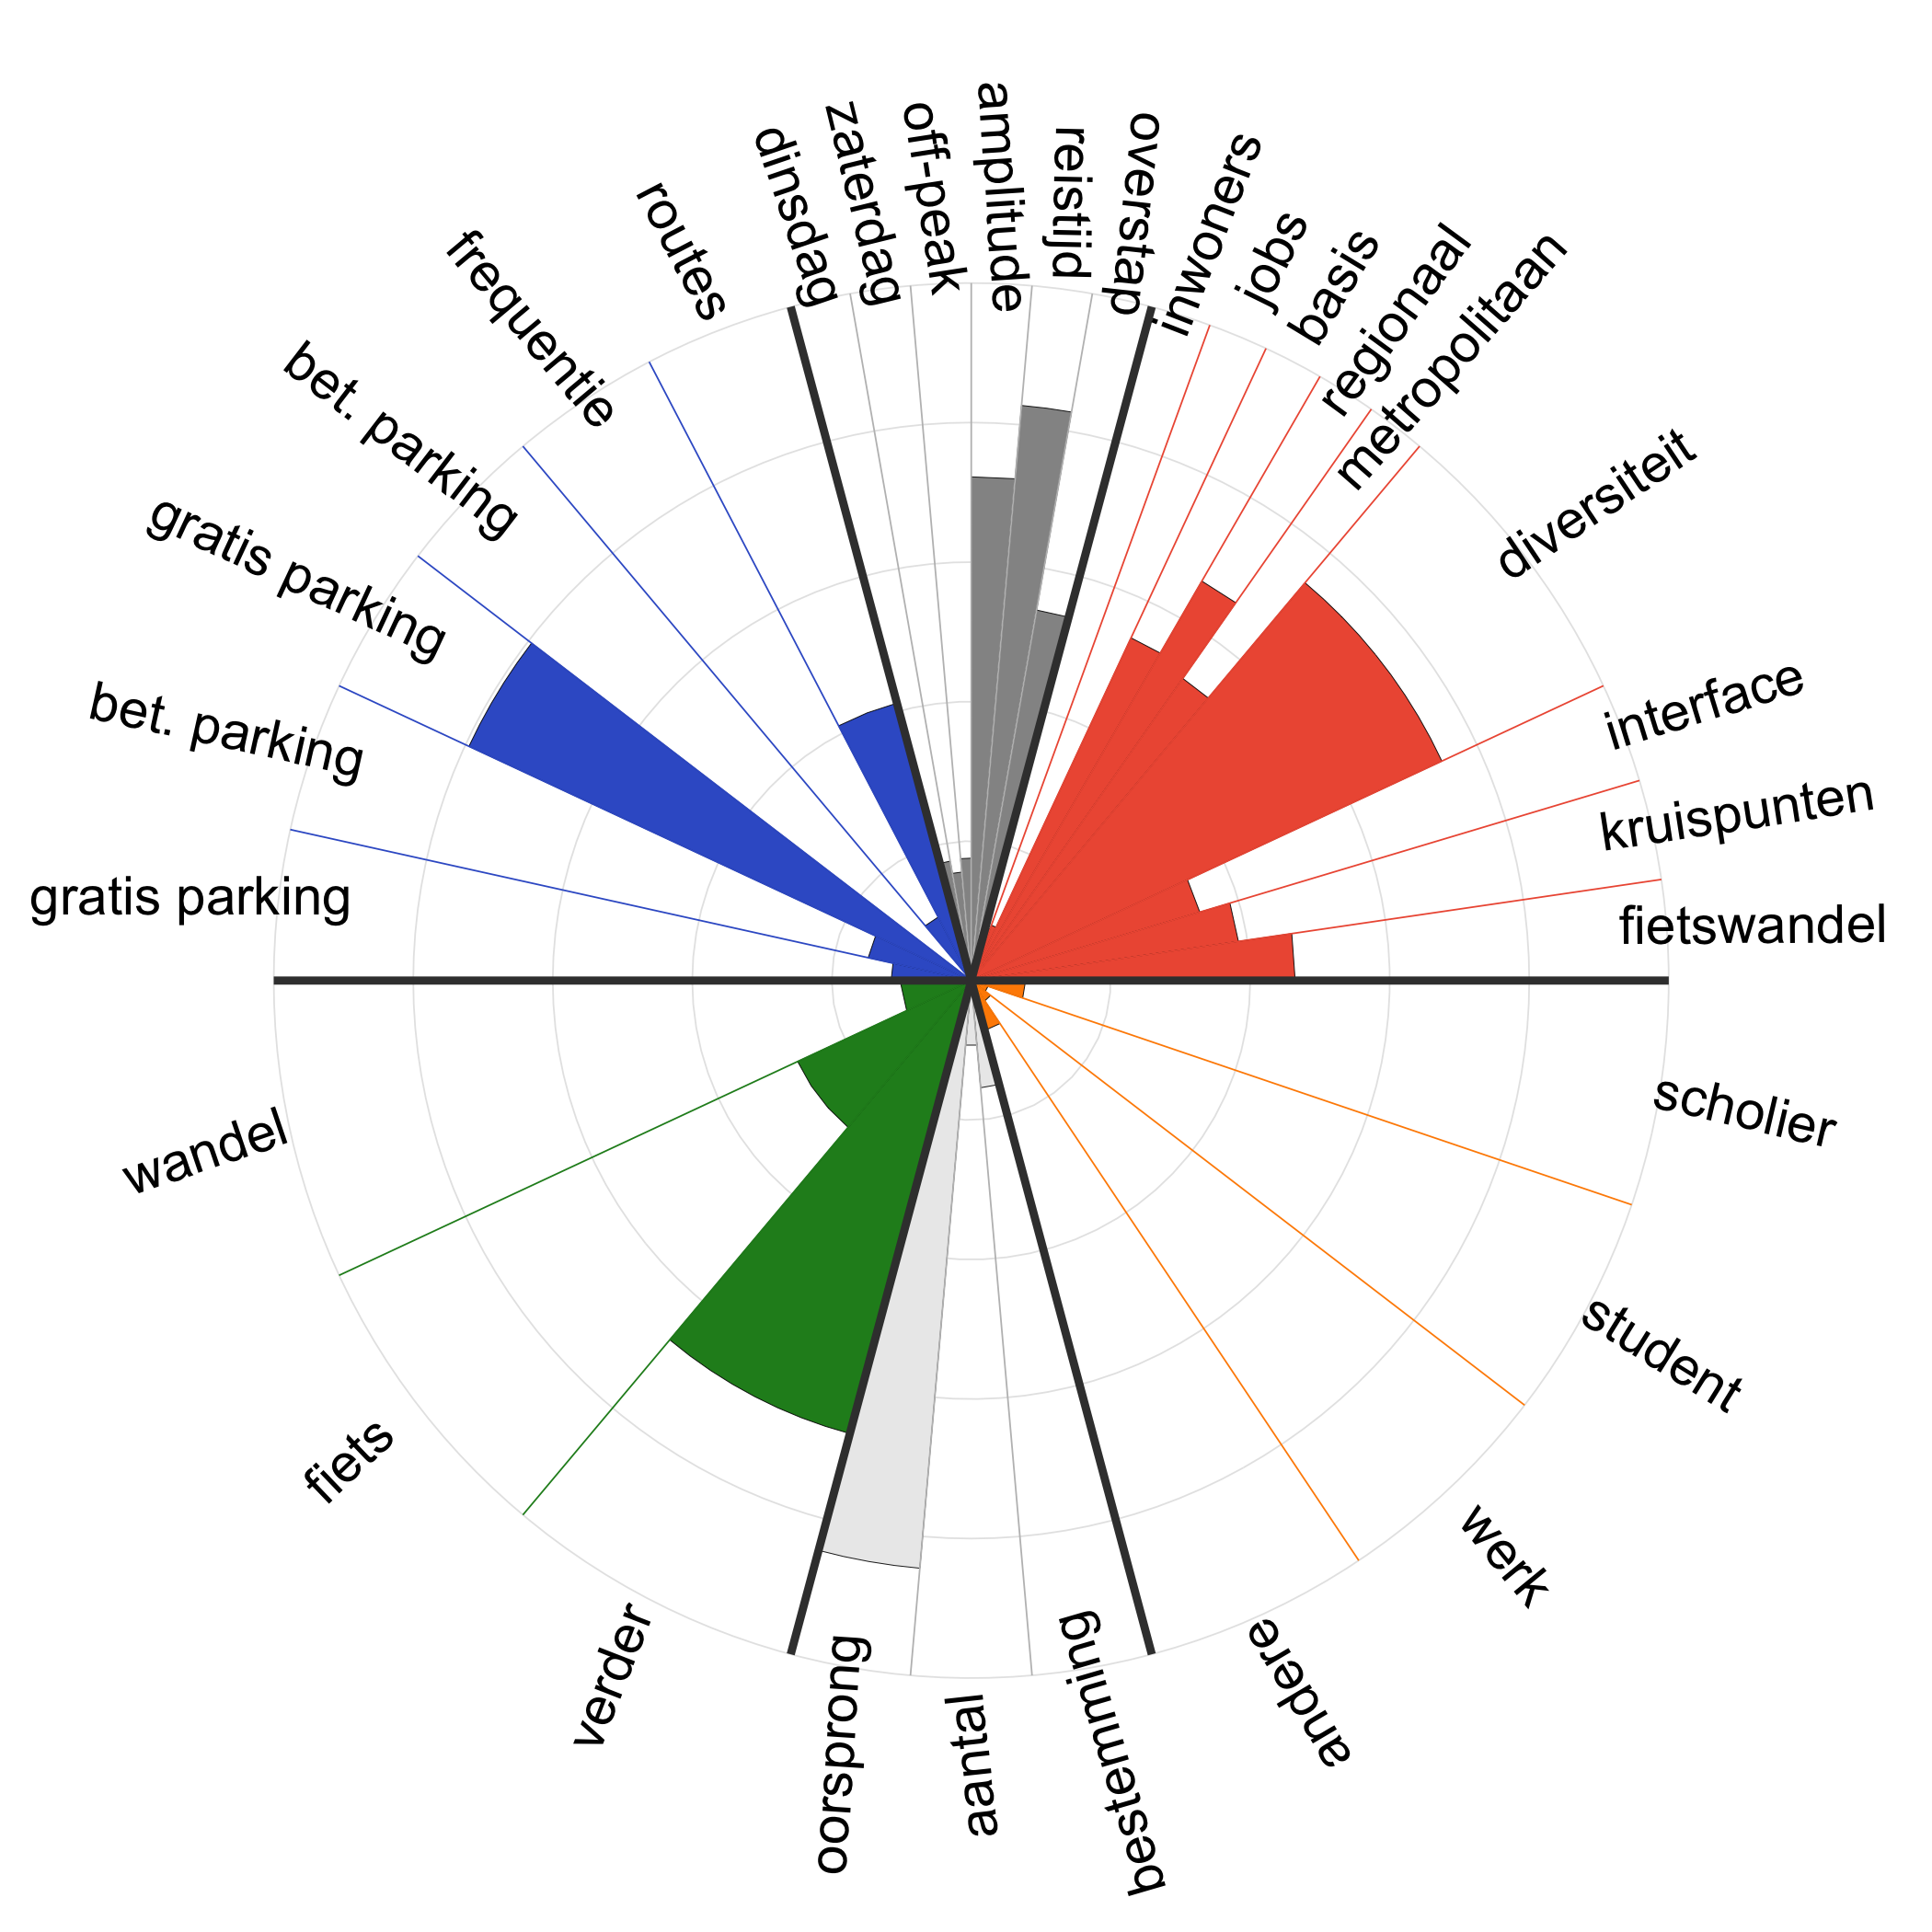 dinsdag
zaterdag
off-peak
amplitude
reistijd
overstap
inwoners
jobs
basis
regionaal
metropolitaan
diversiteit
interface
kruispunten
fietswandel
scholier
student
werk
andere
bestemming
aantal
oorsprong
verder
fiets
wandel
gratis parking
bet. parking
gratis parking
bet. parking
frequentie
routes